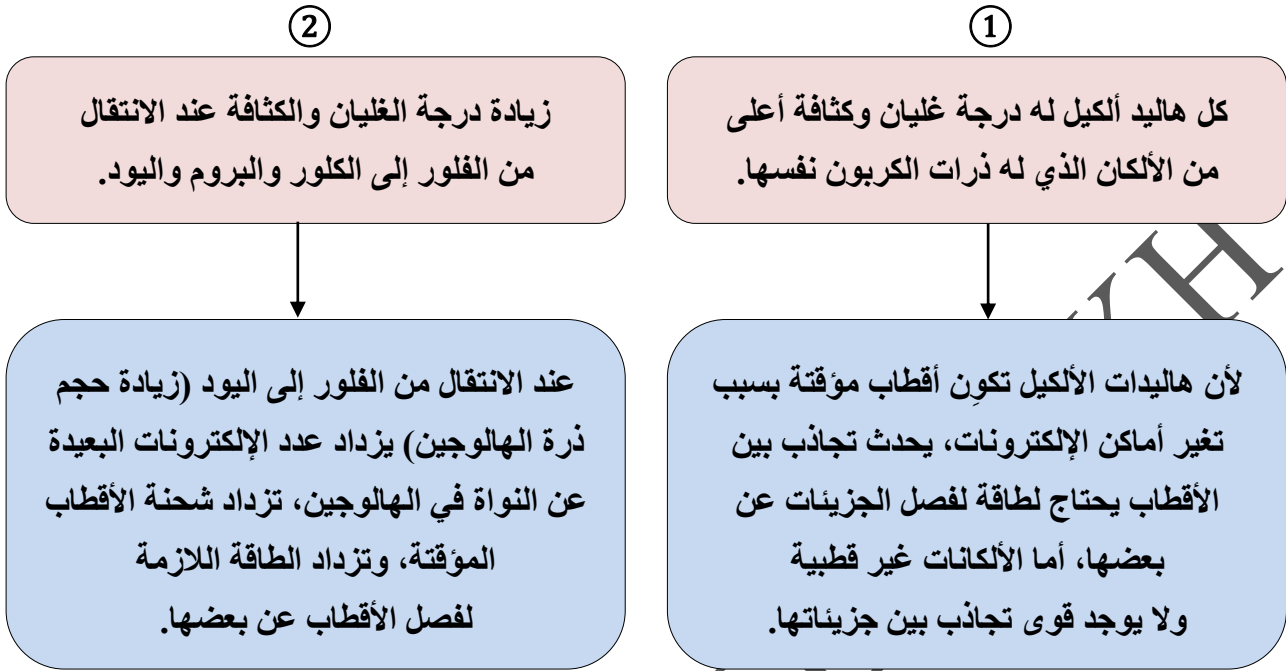 ①
كل هاليد ألكيل له درجة غليان وكثافة أعلى
من الألكان الذي له ذرات الكربون نفسها.
لأن هاليدات الألكيل تكوِن أقطاب مؤقتة بسبب
تغير أماكن الإلكترونات، يحدث تجاذب بين
الأقطاب يحتاج لطاقة لفصل الجزيئات عن
بعضها، أما الألكانات غير قطبية
ولا يوجد قوى تجاذب بين جزيئاتها.
②
زيادة درجة الغليان والكثافة عند الانتقال
من الفلور إلى الكلور والبروم واليود.
عند الانتقال من الفلور إلى اليود (زيادة حجم
ذرة الهالوجين) يزداد عدد الإلكترونات البعيدة
عن النواة في الهالوجين، تزداد شحنة الأقطاب
المؤقتة، وتزداد الطاقة اللازمة
لفصل الأقطاب عن بعضها.